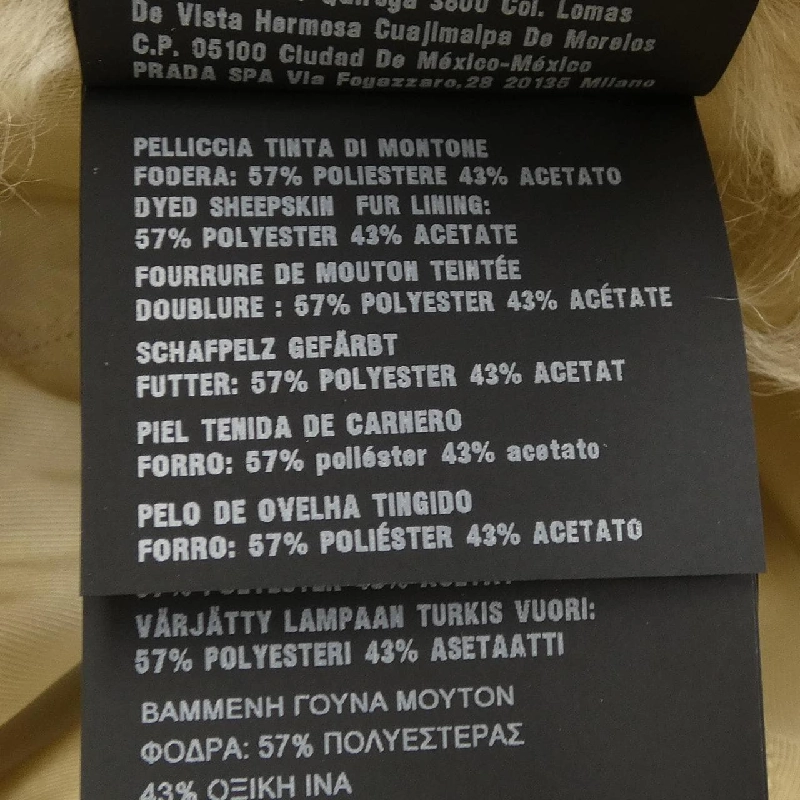 3800 Col. Lomas
De Vista Hermosa Cuajimalpa De Morelos
C.P. 05100 Ciudad De México-México
PRADA SPA Via Fogazzaro,28 20135 Milano
PELLICCIA TINTA DI MONTONE
FODERA: 57% POLIESTERE 43% ACETATO
DYED SHEEPSKIN FUR LINING:
57% POLYESTER 43% ACETATE
FOURRURE DE MOUTON TEINTÉE
DOUBLURE : 57% POLYESTER 43% ACÉTATE
SCHAFPELZ GEFÄRBT
FUTTER: 57% POLYESTER 43% ACETAT
PIEL TENIDA DE CARNERO
FORRO: 57% poliéster 43% acetato
PELO DE OVELHA TINGIDO
FORRO: 57% POLIÉSTER 43% ACETATO
VÄRJÄTTY LAMPAAN TURKIS VUORI:
57% POLYESTERI 43% ASETAATTI
ΒΑΜΜΕΝΗ ΓΟΥΝΑ ΜΟΥΤΟΝ
ΦΟΔΡΑ: 57% ΠΟΛΥΕΣΤΕΡΑΣ
43% ΟΞΙΚΗ ΙΝΑ